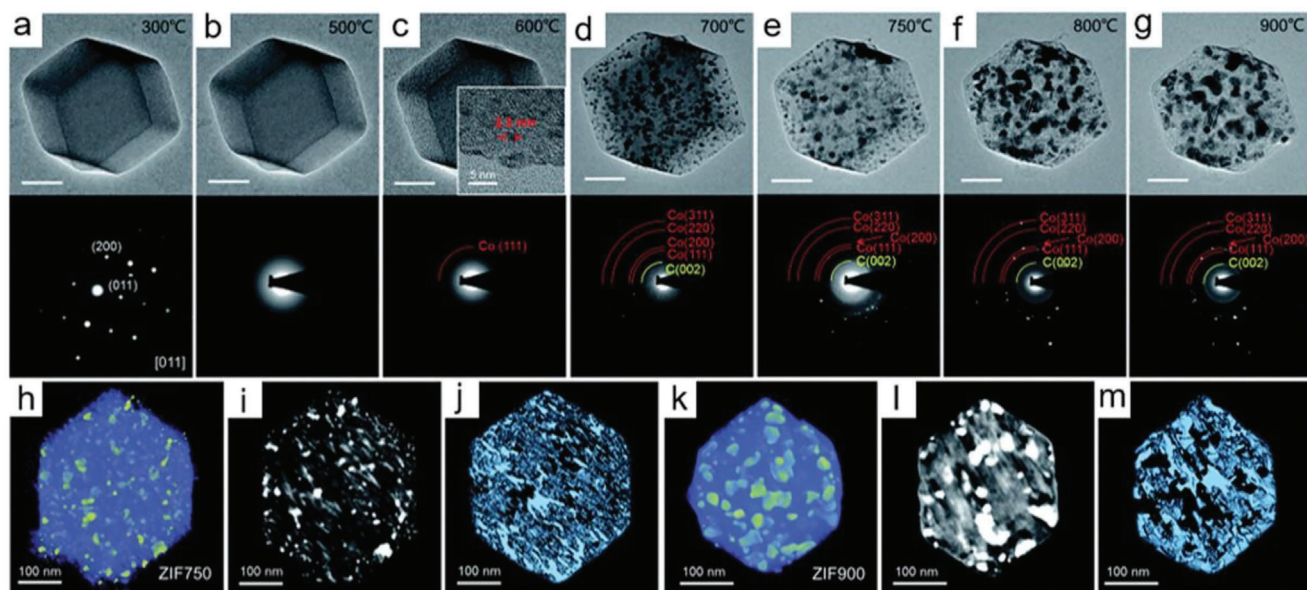 a 300℃
b 500℃
c 600℃
d 700℃
e 750℃
f 800℃
g 900℃
5 nm
(200)
(011)
[011]
Co (111)
Co(311)
Co(220)
Co(200)
Co(111)
C(002)
Co(311)
Co(220)
Co(200)
Co(111)
C(002)
Co(311)
Co(220)
Co(200)
Co(111)
C(002)
Co(311)
Co(220)
Co(200)
Co(111)
C(002)
h
100 nm
ZIF750
i
100 nm
j
100 nm
k
100 nm
ZIF900
l
100 nm
m
100 nm